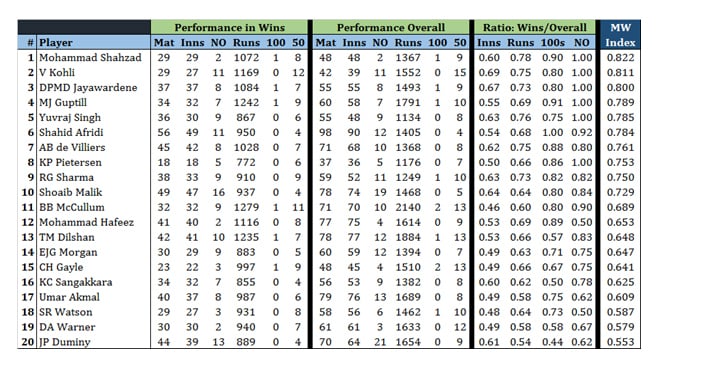 Performance in Wins Performance Overall Ratio: Wins/Overall MW
# Player Mat Inns NO Runs 100 50 Mat Inns NO Runs 100 50 Inns Runs 100s NO Index
1 Mohammad Shahzad 29 29 2 1072 1 8 48 48 2 1367 1 9 0.60 0.78 0.90 1.00 0.822
2 V Kohli 29 27 11 1169 0 12 42 39 11 1552 0 15 0.69 0.75 0.80 1.00 0.811
3 DPMD Jayawardene 37 37 8 1084 1 7 55 55 8 1493 1 9 0.67 0.73 0.80 1.00 0.800
4 MJ Guptill 34 32 7 1242 1 9 60 58 7 1791 1 10 0.55 0.69 0.91 1.00 0.789
5 Yuvraj Singh 36 30 9 867 0 6 55 48 9 1134 0 8 0.63 0.76 0.75 1.00 0.785
6 Shahid Afridi 56 49 11 950 0 4 98 90 12 1405 0 4 0.54 0.68 1.00 0.92 0.784
7 AB de Villiers 45 42 8 1028 0 7 71 68 10 1368 0 8 0.62 0.75 0.88 0.80 0.761
8 KP Pietersen 18 18 5 772 0 6 37 36 5 1176 0 7 0.50 0.66 0.86 1.00 0.753
9 RG Sharma 38 33 9 910 0 9 59 52 11 1249 1 10 0.63 0.73 0.82 0.82 0.750
10 Shoaib Malik 49 47 16 937 0 4 78 74 19 1468 0 5 0.64 0.64 0.80 0.84 0.729
11 BB McCullum 32 32 9 1279 1 11 71 70 10 2140 2 13 0.46 0.60 0.80 0.90 0.689
12 Mohammad Hafeez 41 40 2 1116 0 8 77 75 4 1614 0 9 0.53 0.69 0.89 0.50 0.653
13 TM Dilshan 42 41 10 1235 1 7 78 77 12 1884 1 13 0.53 0.66 0.57 0.83 0.648
14 EJG Morgan 30 29 9 883 0 5 60 59 12 1394 0 7 0.49 0.63 0.71 0.75 0.647
15 CH Gayle 23 22 3 997 1 9 48 45 4 1510 2 13 0.49 0.66 0.67 0.75 0.641
16 KC Sangakkara 34 32 7 855 0 4 56 53 9 1382 0 8 0.60 0.62 0.50 0.78 0.625
17 Umar Akmal 40 37 8 987 0 6 79 76 13 1689 0 8 0.49 0.58 0.75 0.62 0.609
18 SR Watson 29 27 3 931 0 8 58 56 6 1462 1 10 0.48 0.64 0.73 0.50 0.587
19 DA Warner 30 30 2 940 0 7 61 61 3 1633 0 12 0.49 0.58 0.58 0.67 0.579
20 JP Duminy 44 39 13 889 0 4 70 64 21 1654 0 9 0.61 0.54 0.44 0.62 0.553